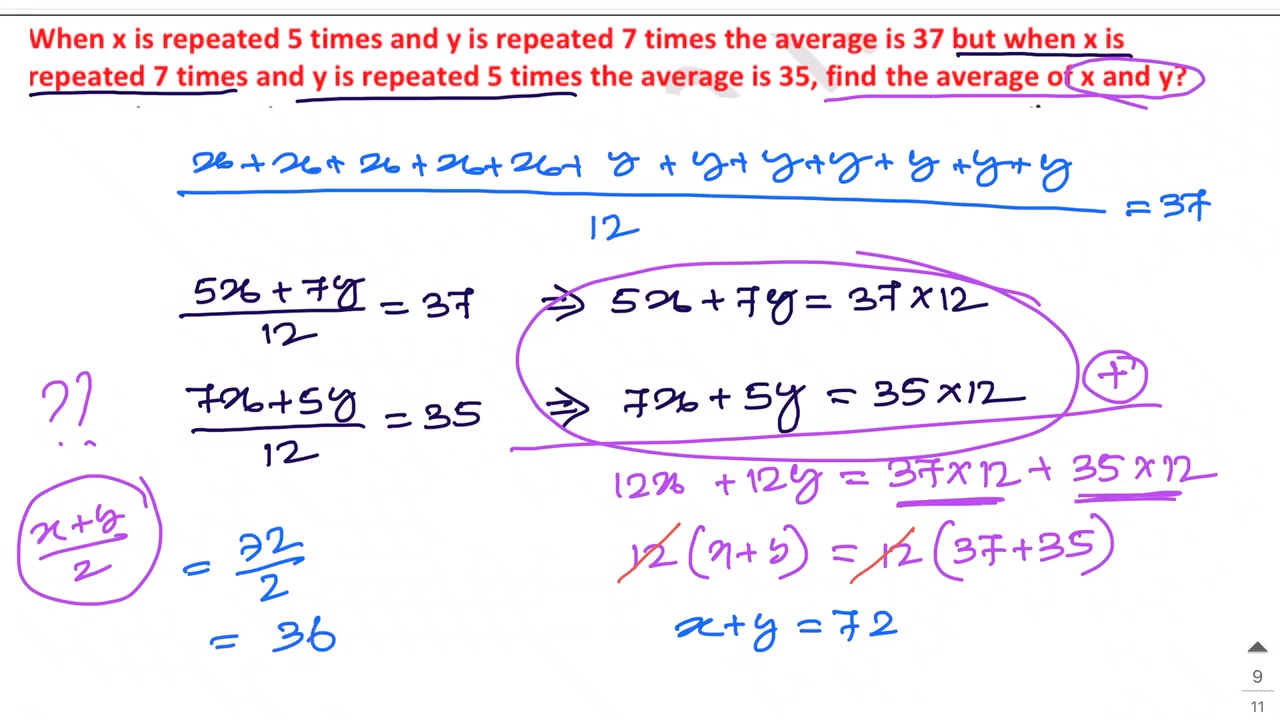 When x is repeated 5 times and y is repeated 7 times the average is 37 but when x is
repeated 7 times and y is repeated 5 times the average is 35, find the average of x and y?
x + x + x + x + x + y + y + y + y + y + y + y
12
= 37
5x + 7y
12
= 37
⇒ 5x + 7y = 37 × 12
7x + 5y
12
= 35
⇒ 7x + 5y = 35 × 12
+
??
12x + 12y = 37×12 + 35×12
x+y
2
= 72
2
12 (x+y) = 12 (37+35)
= 36
x+y = 72
9
11